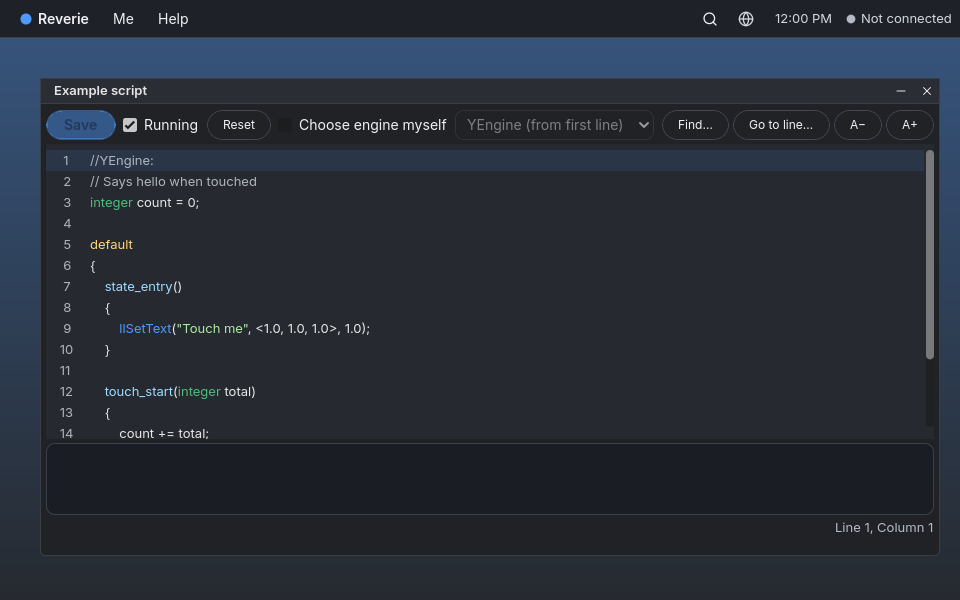 Reverie Me Help 12:00 PM Not connected
Example script
Save Running Reset Choose engine myself YEngine (from first line) Find... Go to line... A− A+
1 //YEngine:
2 // Says hello when touched
3 integer count = 0;
4
5 default
6 {
7 state_entry()
8 {
9 llSetText("Touch me", <1.0, 1.0, 1.0>, 1.0);
10 }
11
12 touch_start(integer total)
13 {
14 count += total;
Line 1, Column 1